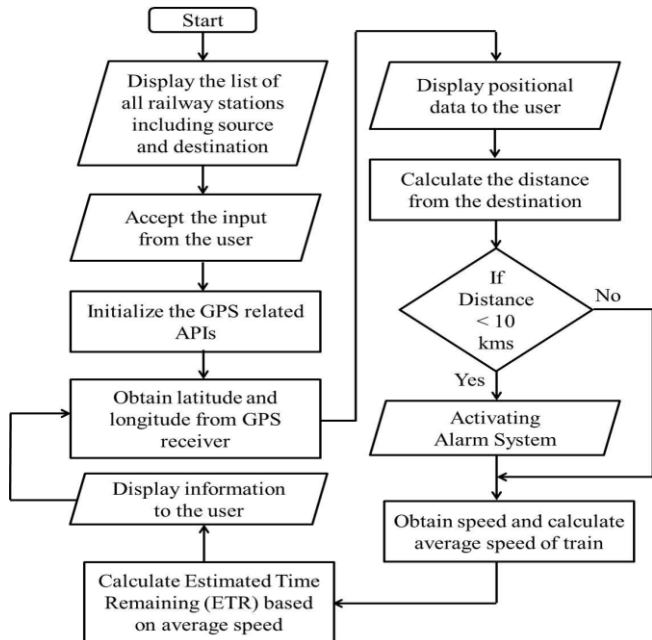 Start
Display the list of
all railway stations
including source
and destination
Accept the input
from the user
Initialize the GPS related
APIs
Obtain latitude and
longitude from GPS
receiver
Display positional
data to the user
Calculate the distance
from the destination
If
Distance
< 10
kms
No
Yes
Activating
Alarm System
Obtain speed and calculate
average speed of train
Calculate Estimated Time
Remaining (ETR) based
on average speed
Display information
to the user